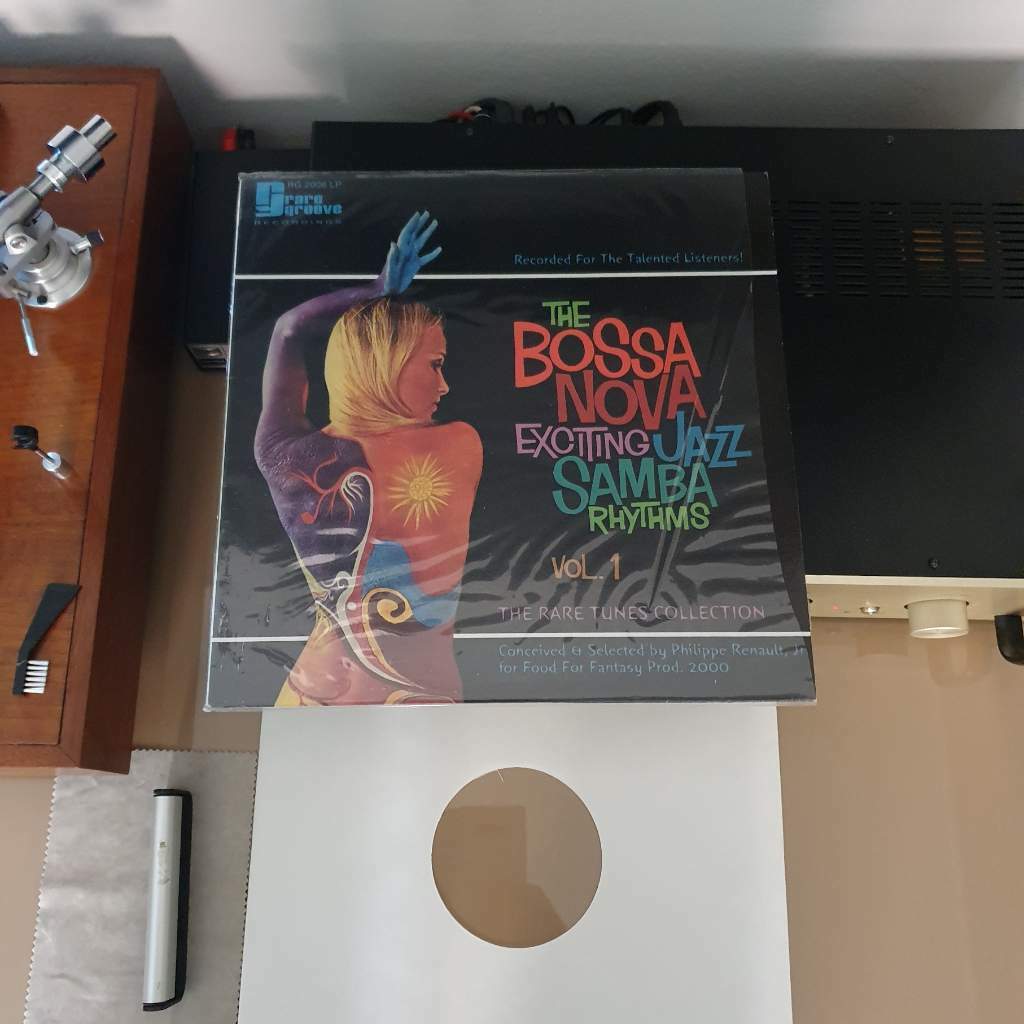 RG 2006 LP
rare
groove
RECORDINGS
Recorded For The Talented Listeners!
THE
BOSSA
NOVA
EXCITING JAZZ
SAMBA
RHYTHMS
VOL. 1
THE RARE TUNES COLLECTION
Conceived & Selected by Philippe Renault, Jr
for Food For Fantasy Prod. 2000